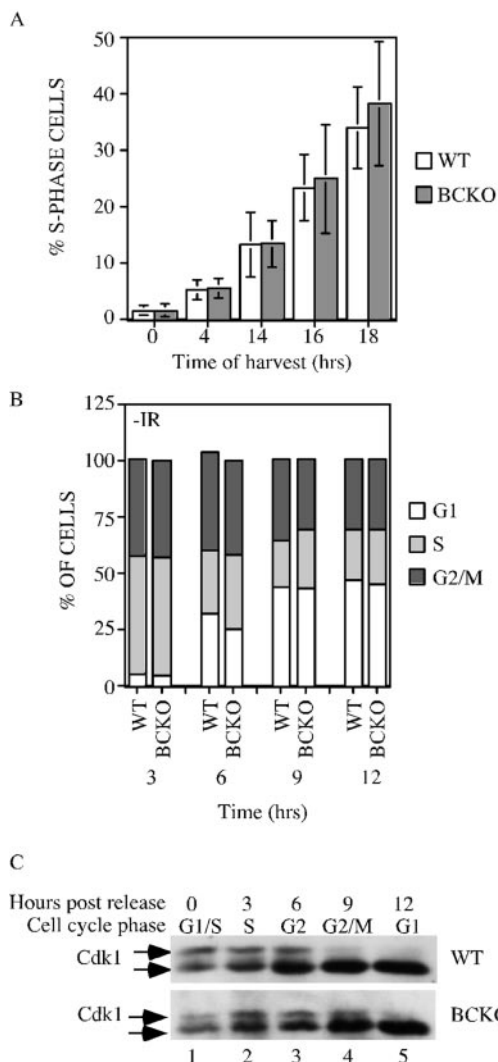 A
% S-PHASE CELLS
50
40
30
20
10
0
WT
BCKO
0 4 14 16 18
Time of harvest (hrs)
B
% OF CELLS
125
100
75
50
25
0
-IR
G1
S
G2/M
WT BCKO WT BCKO WT BCKO WT BCKO
3 6 9 12
Time (hrs)
C
Hours post release 0 3 6 9 12
Cell cycle phase G1/S S G2 G2/M G1
Cdk1 WT
Cdk1 BCKO
1 2 3 4 5